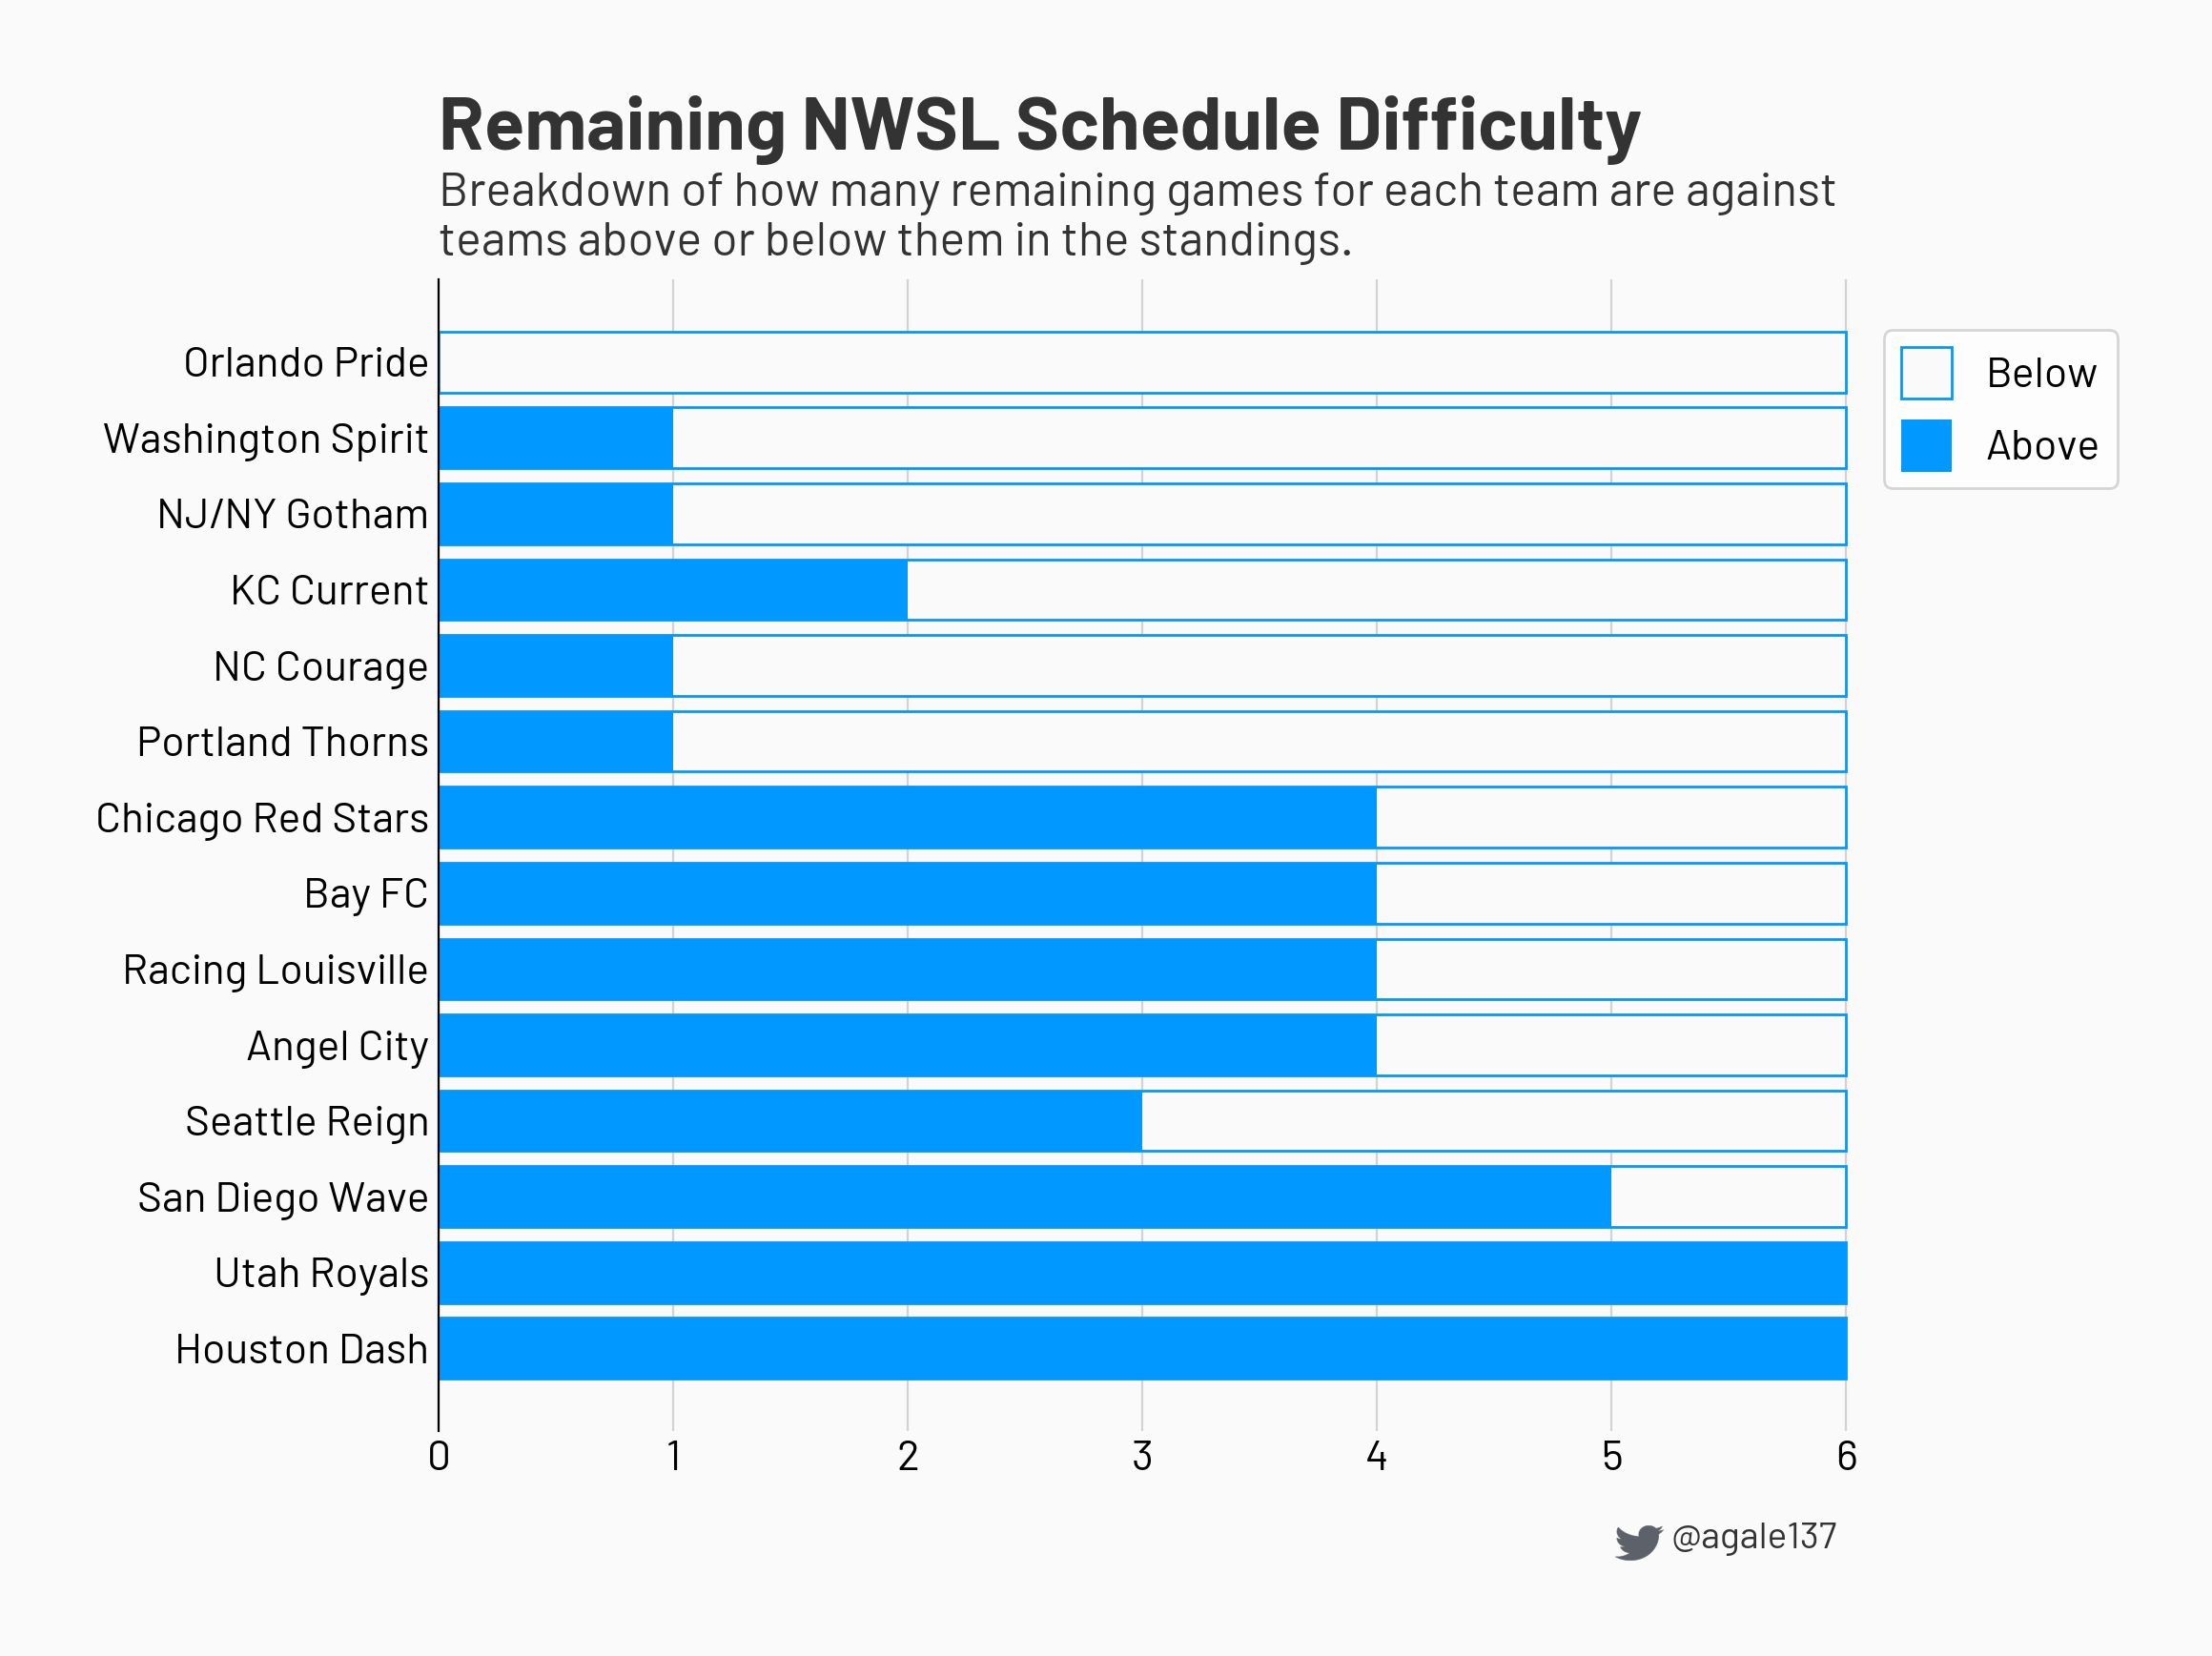 Remaining NWSL Schedule Difficulty
Breakdown of how many remaining games for each team are against
teams above or below them in the standings.
Orlando Pride
Washington Spirit
NJ/NY Gotham
KC Current
NC Courage
Portland Thorns
Chicago Red Stars
Bay FC
Racing Louisville
Angel City
Seattle Reign
San Diego Wave
Utah Royals
Houston Dash
Below
Above
0 1 2 3 4 5 6
@agale137